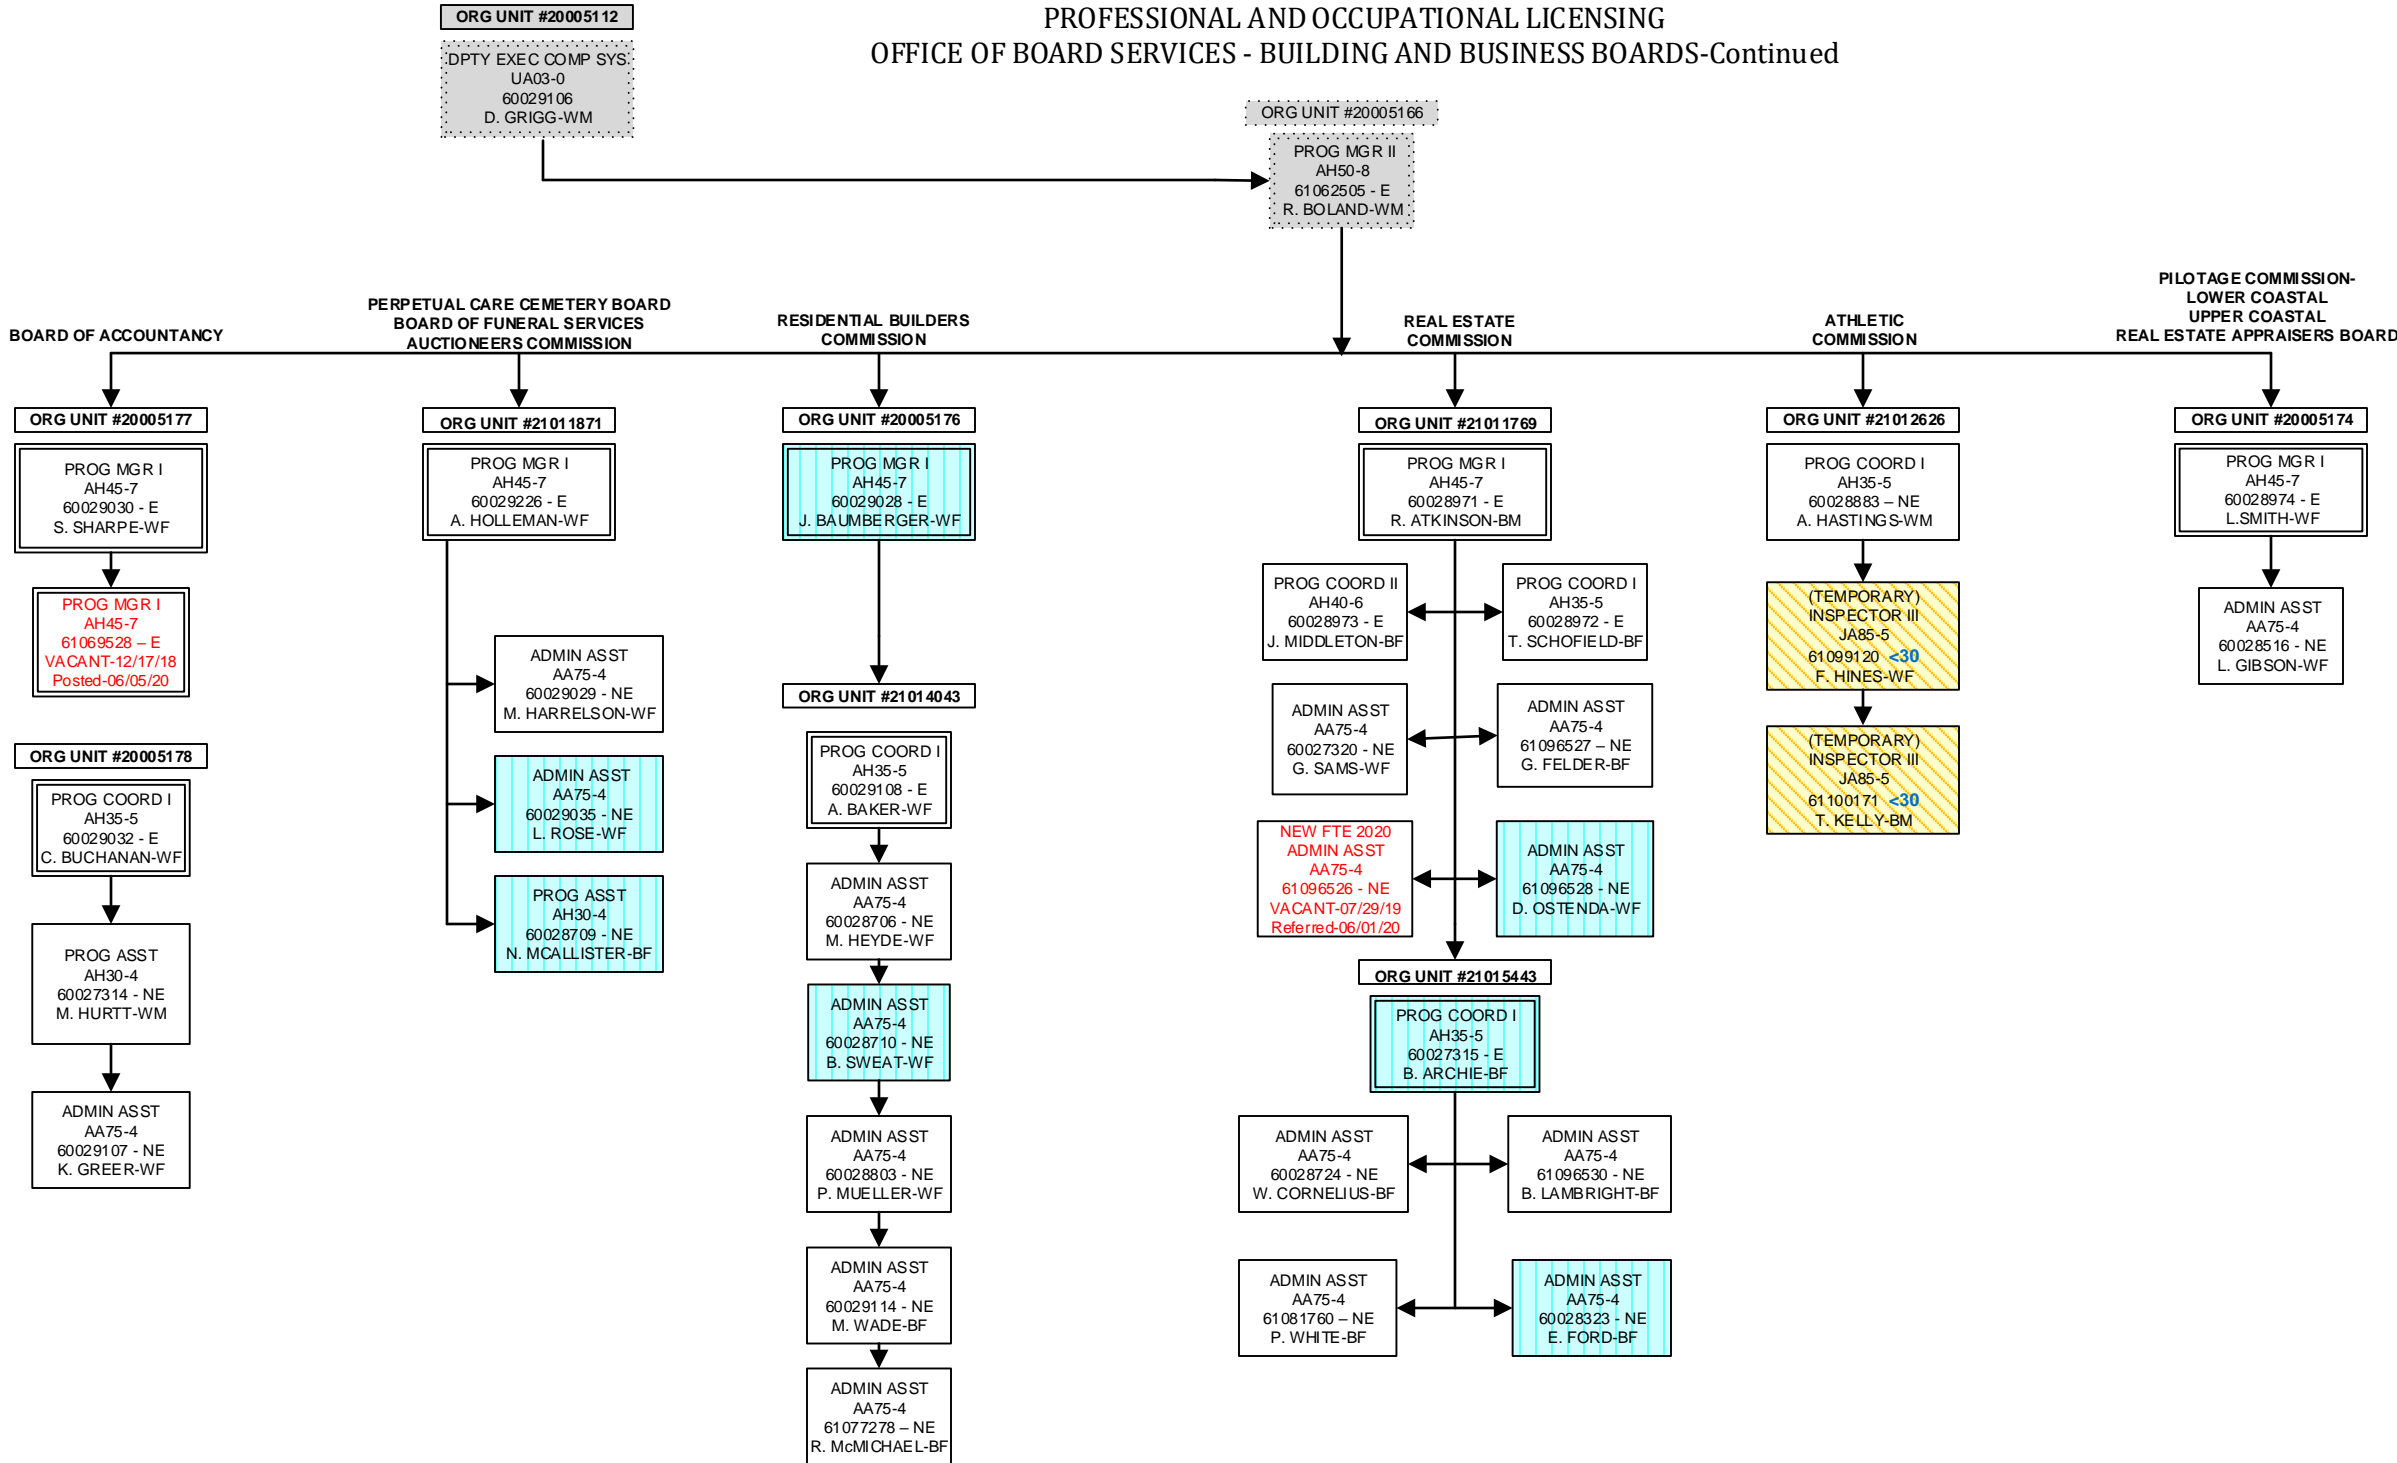 PROFESSIONAL AND OCCUPATIONAL LICENSING
OFFICE OF BOARD SERVICES - BUILDING AND BUSINESS BOARDS-Continued
ORG UNIT #20005112
DPTY EXEC COMP SYS
UA03-0
60029106
D. GRIGG-WM
ORG UNIT #20005166
PROG MGR II
AH50-8
61062505 - E
R. BOLAND-WM
BOARD OF ACCOUNTANCY
ORG UNIT #20005177
PROG MGR I
AH45-7
60029030 - E
S. SHARPE-WF
PROG MGR I
AH45-7
61069528 – E
VACANT-12/17/18
Posted-06/05/20
ORG UNIT #20005178
PROG COORD I
AH35-5
60029032 - E
C. BUCHANAN-WF
PROG ASST
AH30-4
60027314 - NE
M. HURTT-WM
ADMIN ASST
AA75-4
60029107 - NE
K. GREER-WF
PERPETUAL CARE CEMETERY BOARD
BOARD OF FUNERAL SERVICES
AUCTIONEERS COMMISSION
ORG UNIT #21011871
PROG MGR I
AH45-7
60029226 - E
A. HOLLEMAN-WF
ADMIN ASST
AA75-4
60029029 - NE
M. HARRELSON-WF
ADMIN ASST
AA75-4
60029035 - NE
L. ROSE-WF
PROG ASST
AH30-4
60028709 - NE
N. MCALLISTER-BF
RESIDENTIAL BUILDERS
COMMISSION
ORG UNIT #20005176
PROG MGR I
AH45-7
60029028 - E
J. BAUMBERGER-WF
ORG UNIT #21014043
PROG COORD I
AH35-5
60029108 - E
A. BAKER-WF
ADMIN ASST
AA75-4
60028706 - NE
M. HEYDE-WF
ADMIN ASST
AA75-4
60028710 - NE
B. SWEAT-WF
ADMIN ASST
AA75-4
60028803 - NE
P. MUELLER-WF
ADMIN ASST
AA75-4
60029114 - NE
M. WADE-BF
ADMIN ASST
AA75-4
61077278 – NE
R. McMICHAEL-BF
REAL ESTATE
COMMISSION
ORG UNIT #21011769
PROG MGR I
AH45-7
60028971 - E
R. ATKINSON-BM
PROG COORD II
AH40-6
60028973 - E
J. MIDDLETON-BF
PROG COORD I
AH35-5
60028972 - E
T. SCHOFIELD-BF
ADMIN ASST
AA75-4
60027320 - NE
G. SAMS-WF
ADMIN ASST
AA75-4
61096527 – NE
G. FELDER-BF
NEW FTE 2020
ADMIN ASST
AA75-4
61096526 - NE
VACANT-07/29/19
Referred-06/01/20
ADMIN ASST
AA75-4
61096528 - NE
D. OSTENDA-WF
ORG UNIT #21015443
PROG COORD I
AH35-5
60027315 - E
B. ARCHIE-BF
ADMIN ASST
AA75-4
60028724 - NE
W. CORNELIUS-BF
ADMIN ASST
AA75-4
61096530 - NE
B. LAMBRIGHT-BF
ADMIN ASST
AA75-4
61081760 – NE
P. WHITE-BF
ADMIN ASST
AA75-4
60028323 - NE
E. FORD-BF
ATHLETIC
COMMISSION
ORG UNIT #21012626
PROG COORD I
AH35-5
60028883 – NE
A. HASTINGS-WM
(TEMPORARY)
INSPECTOR III
JA85-5
61099120 <30
F. HINES-WF
(TEMPORARY)
INSPECTOR III
JA85-5
61100171 <30
T. KELLY-BM
PILOTAGE COMMISSION-
LOWER COASTAL
UPPER COASTAL
REAL ESTATE APPRAISERS BOARD
ORG UNIT #20005174
PROG MGR I
AH45-7
60028974 - E
L.SMITH-WF
ADMIN ASST
AA75-4
60028516 - NE
L. GIBSON-WF